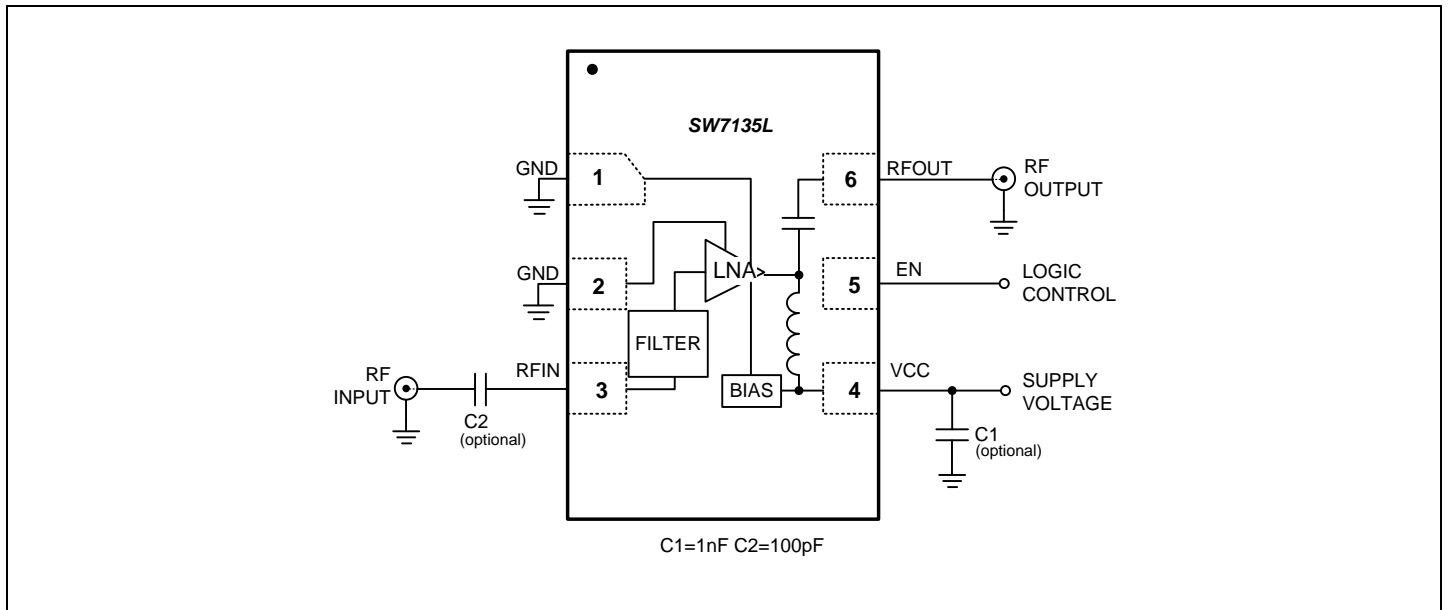 SW7135L
GND
1
6
RFOUT
RF
OUTPUT
GND
2
LNA
5
EN
LOGIC
CONTROL
FILTER
RF
INPUT
C2
(optional)
RFIN
3
BIAS
4
VCC
SUPPLY
VOLTAGE
C1
(optional)
C1=1nF C2=100pF